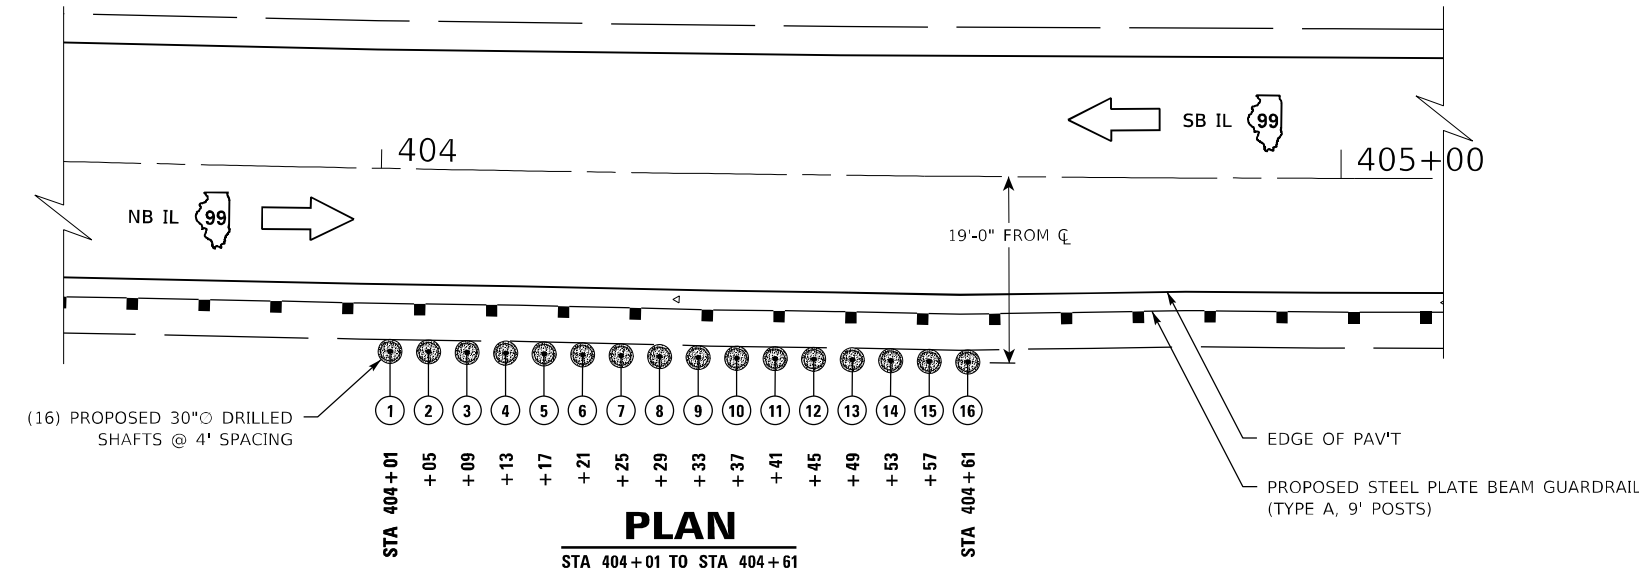 404
SB IL 99
405+00
NB IL 99
19'-0" FROM ℄
(16) PROPOSED 30"∅ DRILLED
SHAFTS @ 4' SPACING
1 2 3 4 5 6 7 8 9 10 11 12 13 14 15 16
STA 404+01
+05
+09
+13
+17
+21
+25
+29
+33
+37
+41
+45
+49
+53
+57
STA 404+61
EDGE OF PAV'T
PROPOSED STEEL PLATE BEAM GUARDRAIL
(TYPE A, 9' POSTS)
PLAN
STA 404+01 TO STA 404+61